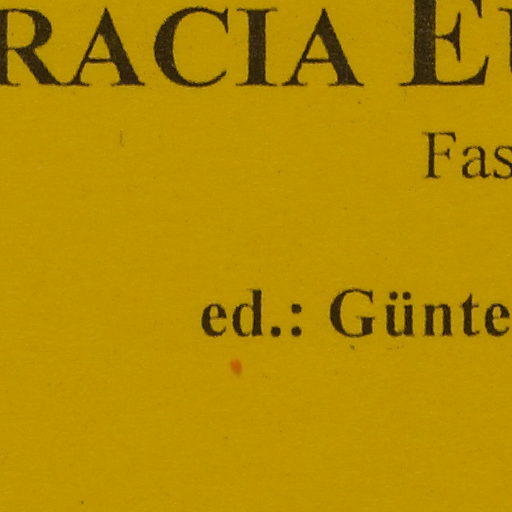 RACIA E
Fas
ed.: Günte